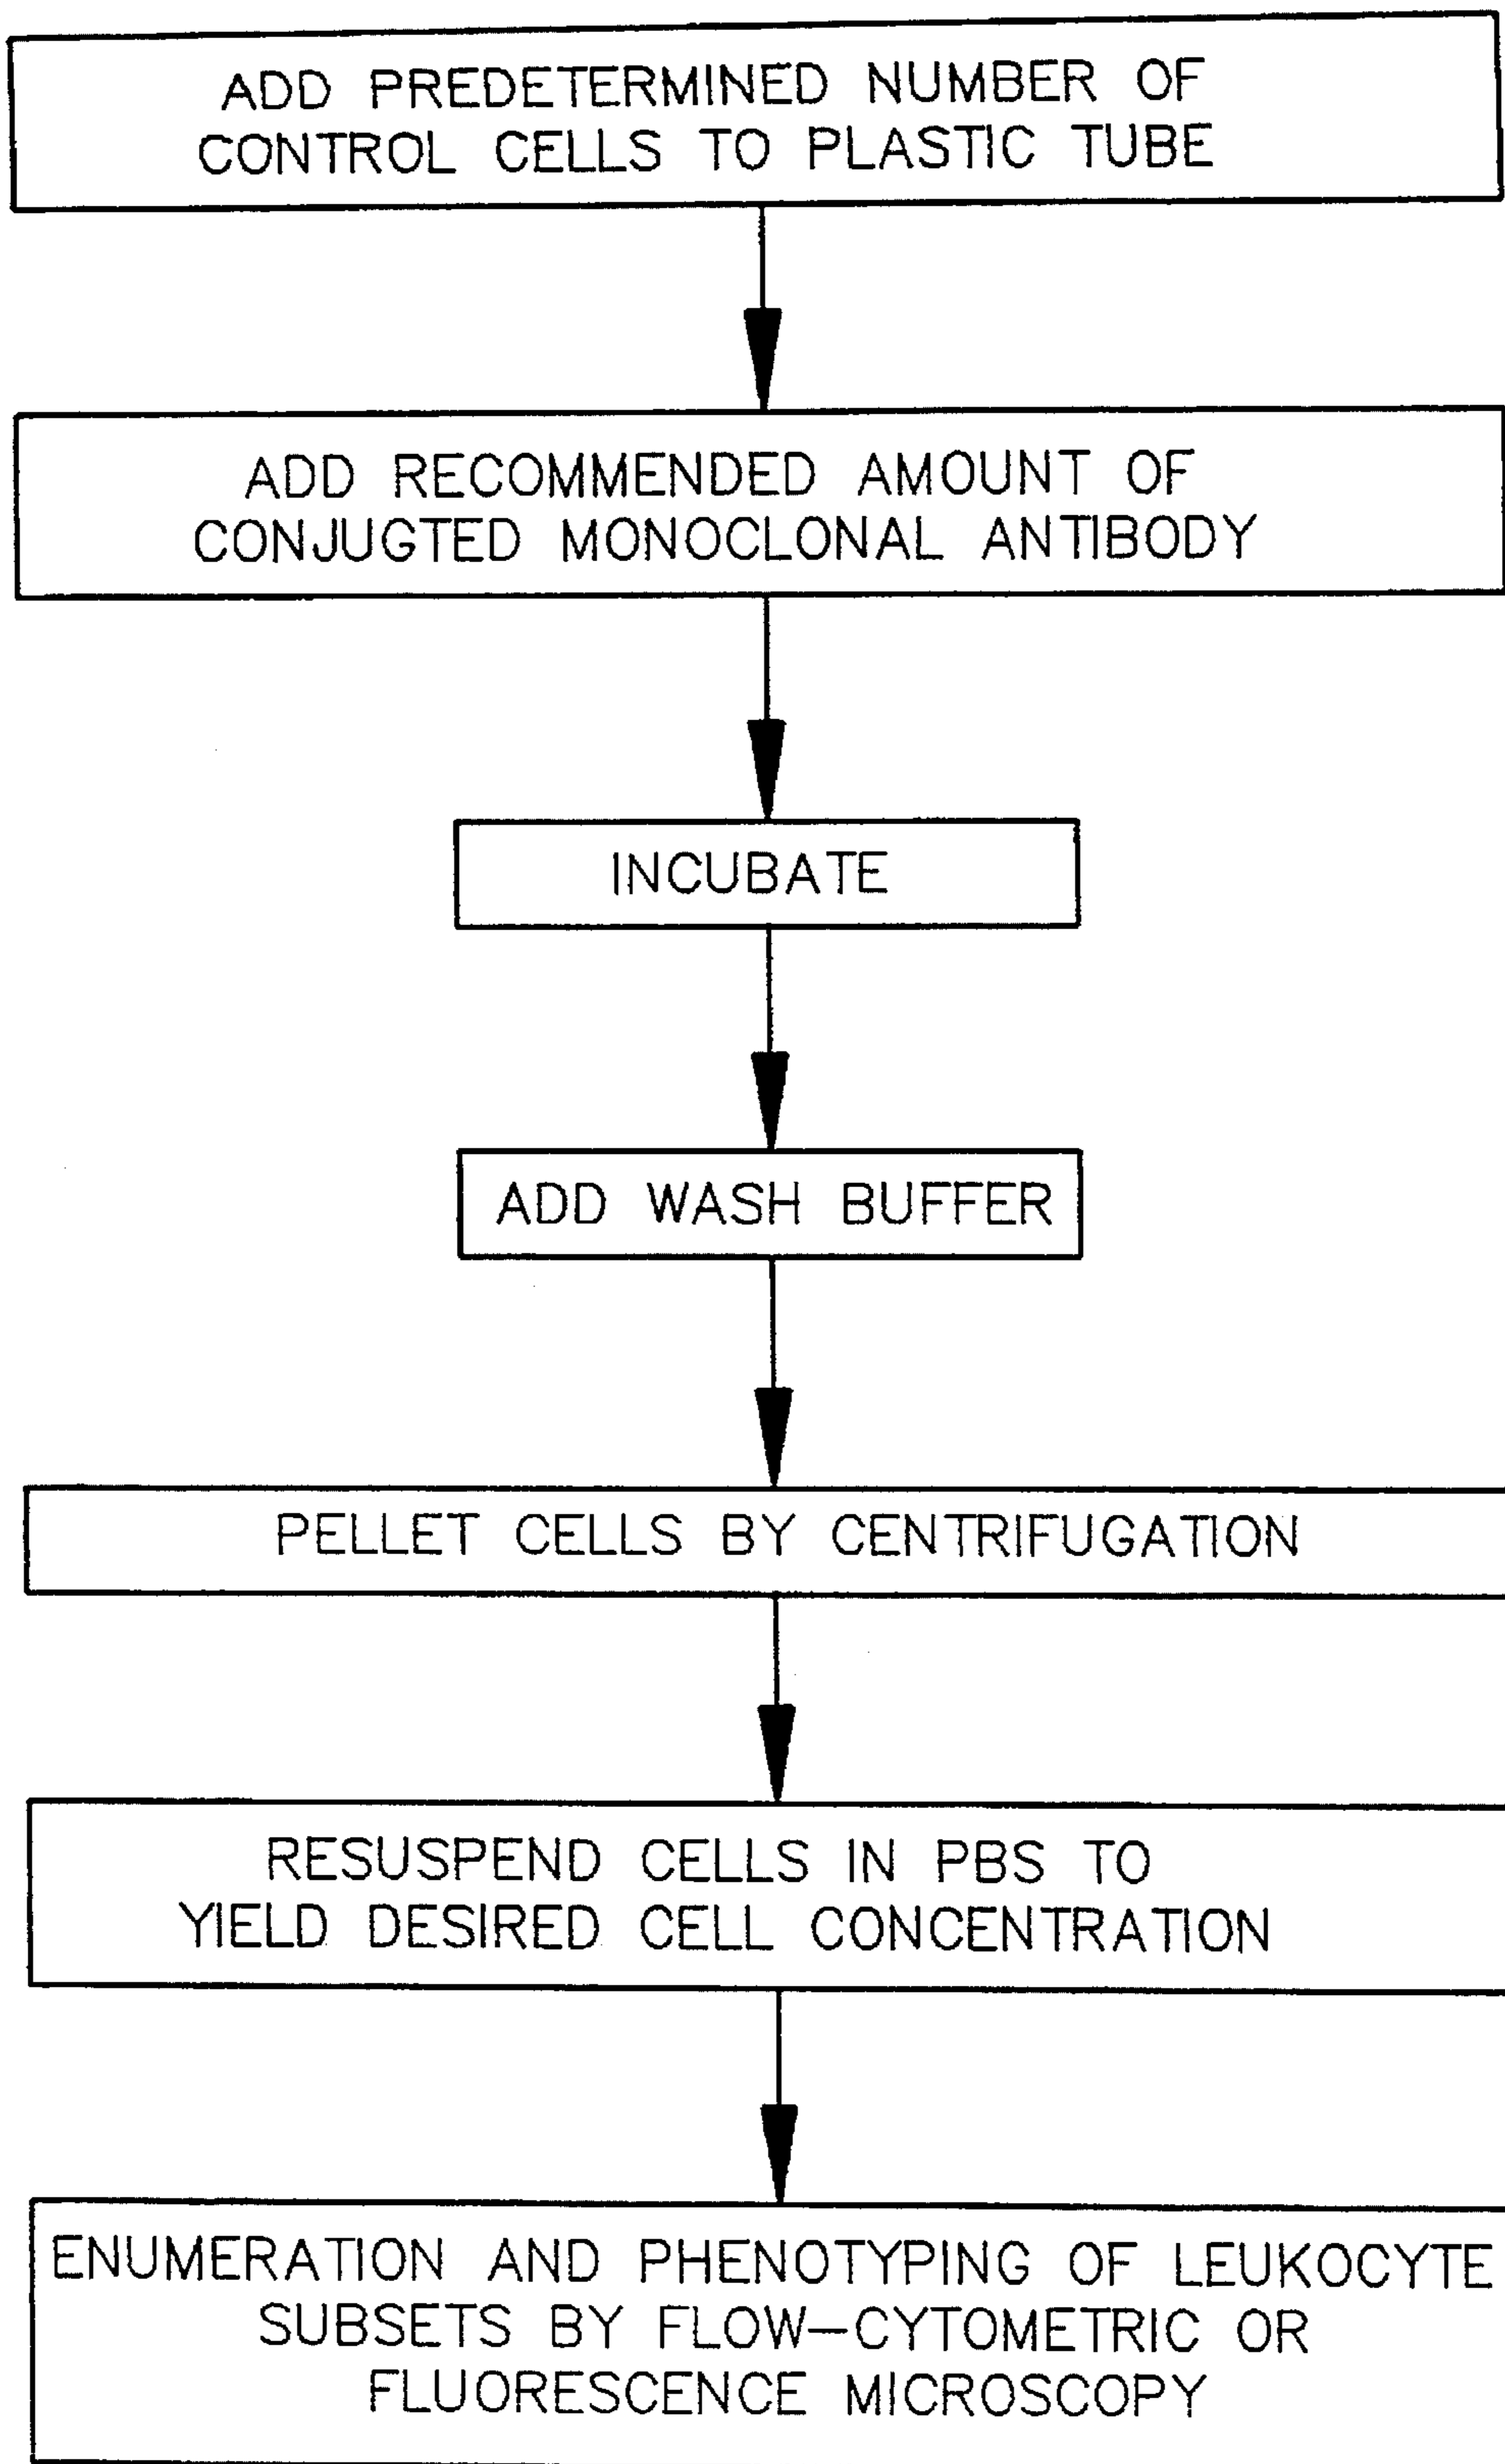 ADD PREDETERMINED NUMBER OF
CONTROL CELLS TO PLASTIC TUBE
ADD RECOMMENDED AMOUNT OF
CONJUGTED MONOCLONAL ANTIBODY
INCUBATE
ADD WASH BUFFER
PELLET CELLS BY CENTRIFUGATION
RESUSPEND CELLS IN PBS TO
YIELD DESIRED CELL CONCENTRATION
ENUMERATION AND PHENOTYPING OF LEUKOCYTE
SUBSETS BY FLOW-CYTOMETRIC OR
FLUORESCENCE MICROSCOPY